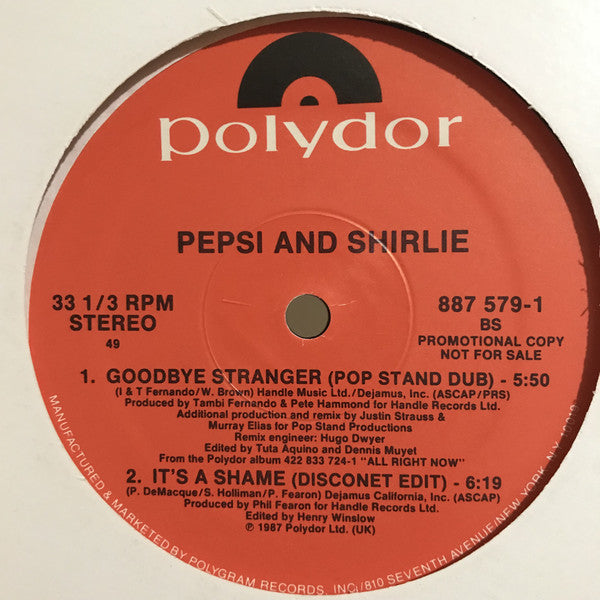 polydor
PEPSI AND SHIRLIE
33 1/3 RPM
STEREO
49
887 579-1
BS
PROMOTIONAL COPY
NOT FOR SALE
1. GOODBYE STRANGER (POP STAND DUB) - 5:50
(I & T Fernando/W. Brown) Handle Music Ltd./Dejamus, Inc. (ASCAP/PRS)
Produced by Tambi Fernando & Pete Hammond for Handle Records Ltd.
Additional production and remix by Justin Strauss &
Murray Elias for Pop Stand Productions
Remix engineer: Hugo Dwyer
Edited by Tuta Aquino and Dennis Muyet
From the Polydor album 422 833 724-1 "ALL RIGHT NOW"
2. IT'S A SHAME (DISCONET EDIT) - 6:19
(P. DeMacque/S. Holliman/P. Fearon) Dejamus California, Inc. (ASCAP)
Produced by Phil Fearon for Handle Records Ltd.
Edited by Henry Winslow
℗ 1987 Polydor Ltd. (UK)
MANUFACTURED & MARKETED BY POLYGRAM RECORDS, INC./810 SEVENTH AVENUE/NEW YORK, N.Y. 10019